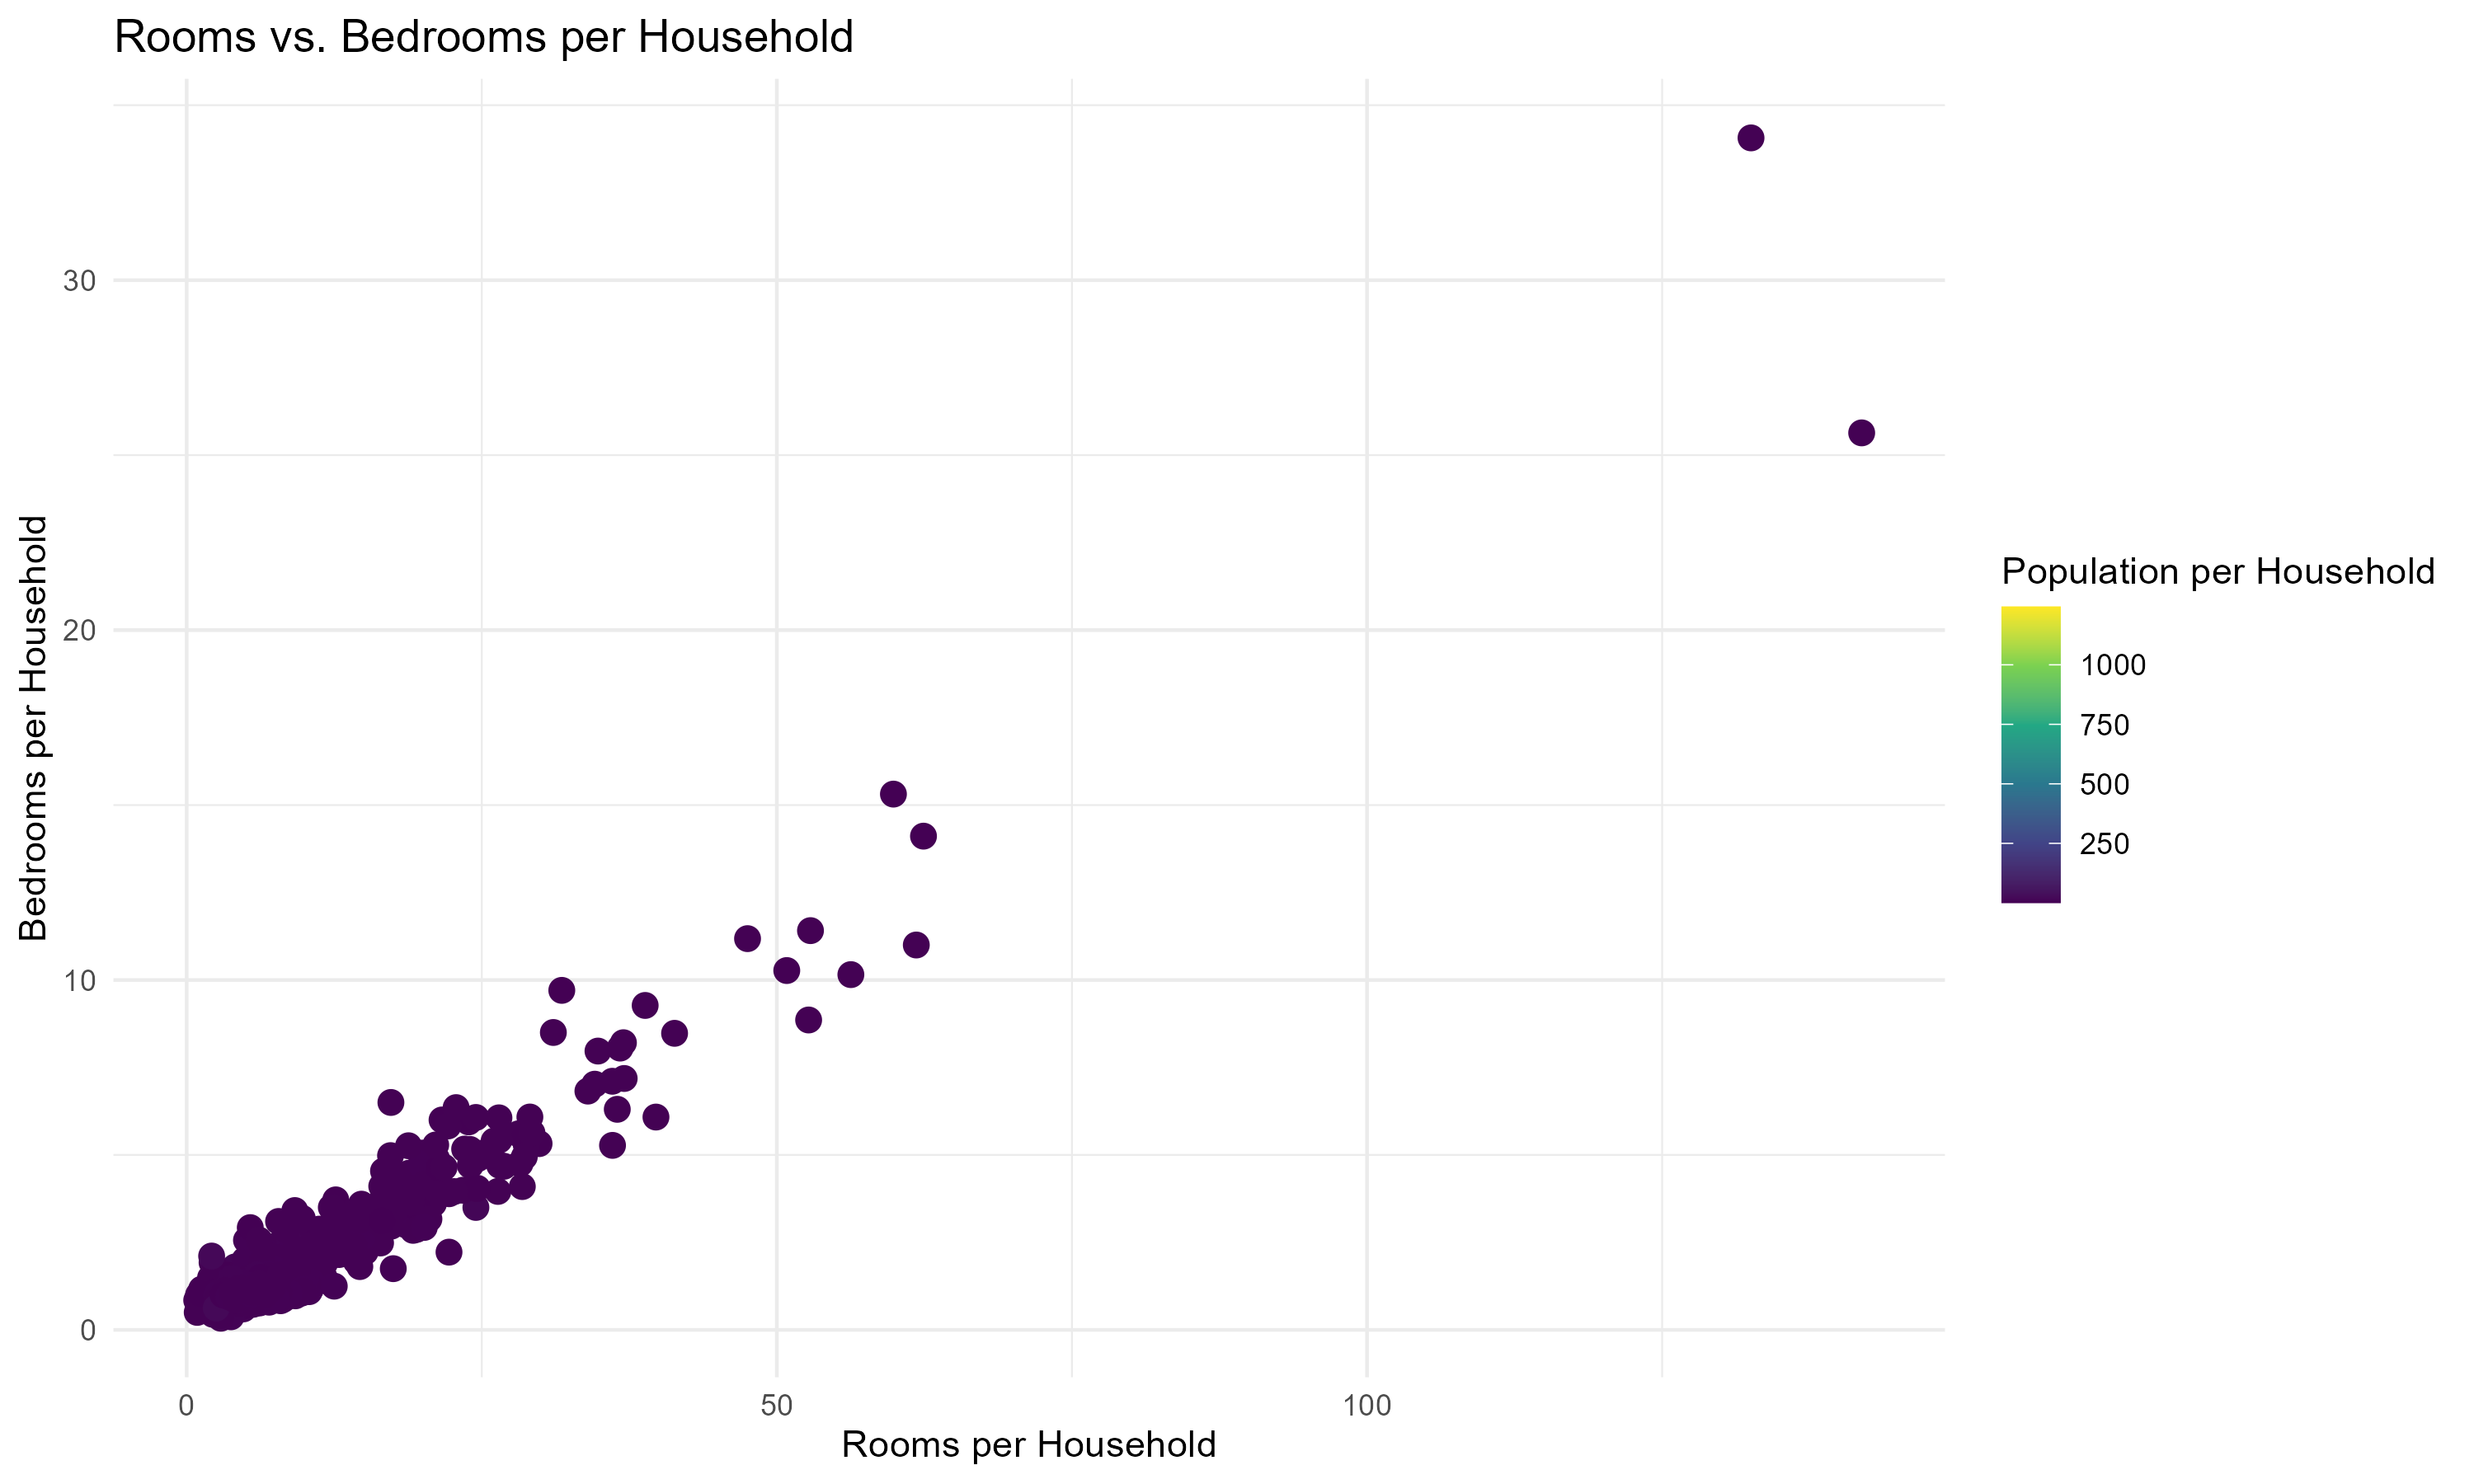 Rooms vs. Bedrooms per Household
Bedrooms per Household
30
20
10
0
0
50
100
Rooms per Household
Population per Household
1000
750
500
250